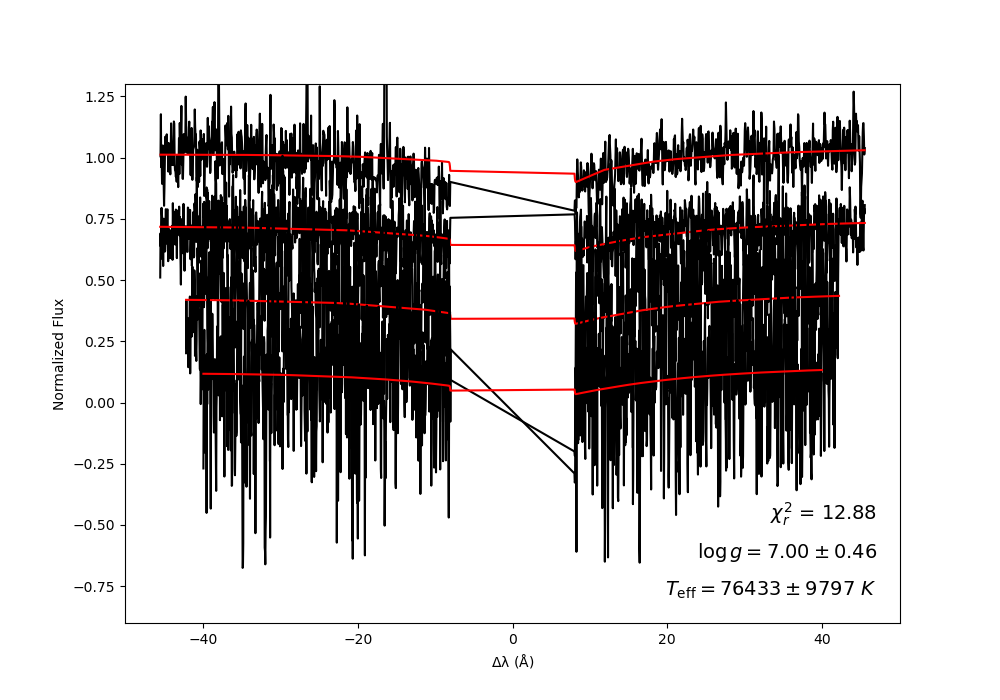 1.25
1.00
0.75
0.50
0.25
0.00
−0.25
−0.50
−0.75
Normalized Flux
χ²ᵣ = 12.88
log g = 7.00 ± 0.46
T_eff = 76433 ± 9797 K
−40 −20 0 20 40
Δλ (Å)